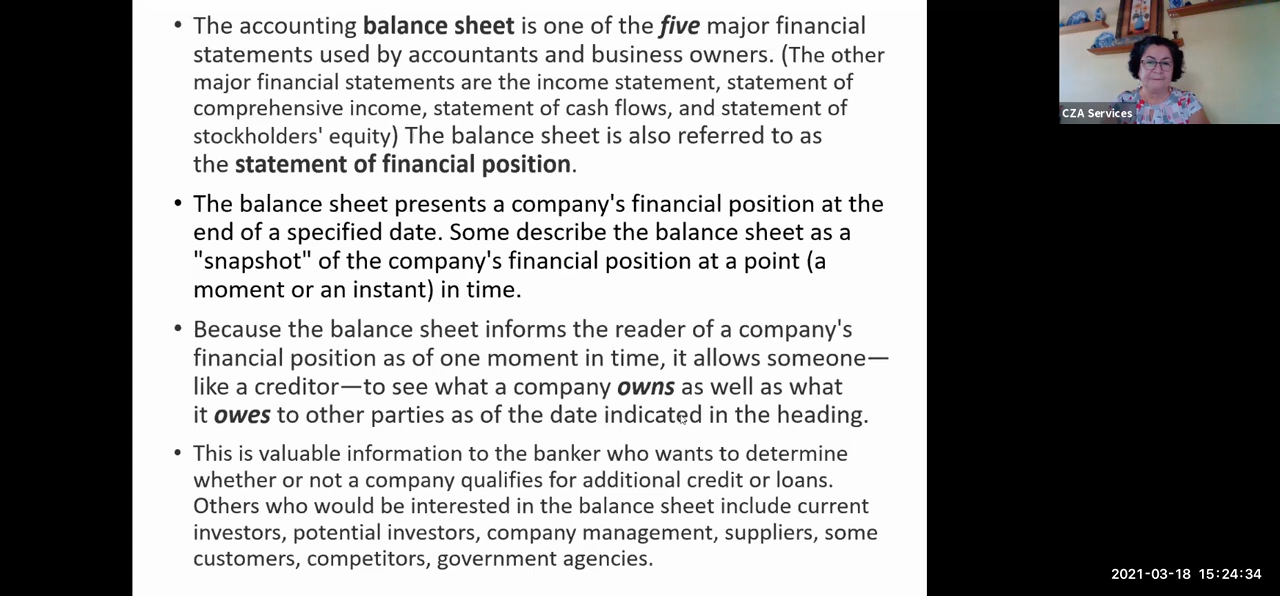 • The accounting balance sheet is one of the five major financial
statements used by accountants and business owners. (The other
major financial statements are the income statement, statement of
comprehensive income, statement of cash flows, and statement of
stockholders' equity) The balance sheet is also referred to as
the statement of financial position.
• The balance sheet presents a company's financial position at the
end of a specified date. Some describe the balance sheet as a
"snapshot" of the company's financial position at a point (a
moment or an instant) in time.
• Because the balance sheet informs the reader of a company's
financial position as of one moment in time, it allows someone—
like a creditor—to see what a company owns as well as what
it owes to other parties as of the date indicated in the heading.
• This is valuable information to the banker who wants to determine
whether or not a company qualifies for additional credit or loans.
Others who would be interested in the balance sheet include current
investors, potential investors, company management, suppliers, some
customers, competitors, government agencies.
CZA Services
2021-03-18 15:24:34